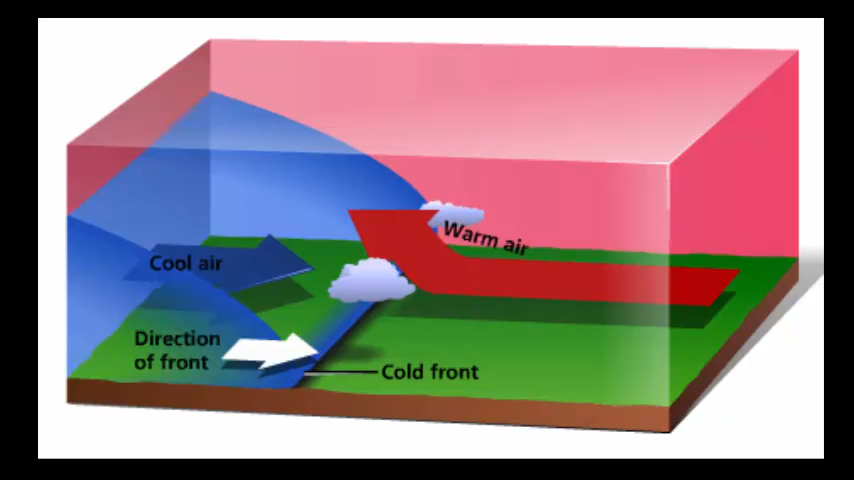 Warm air
Cool air
Direction
of front
Cold front